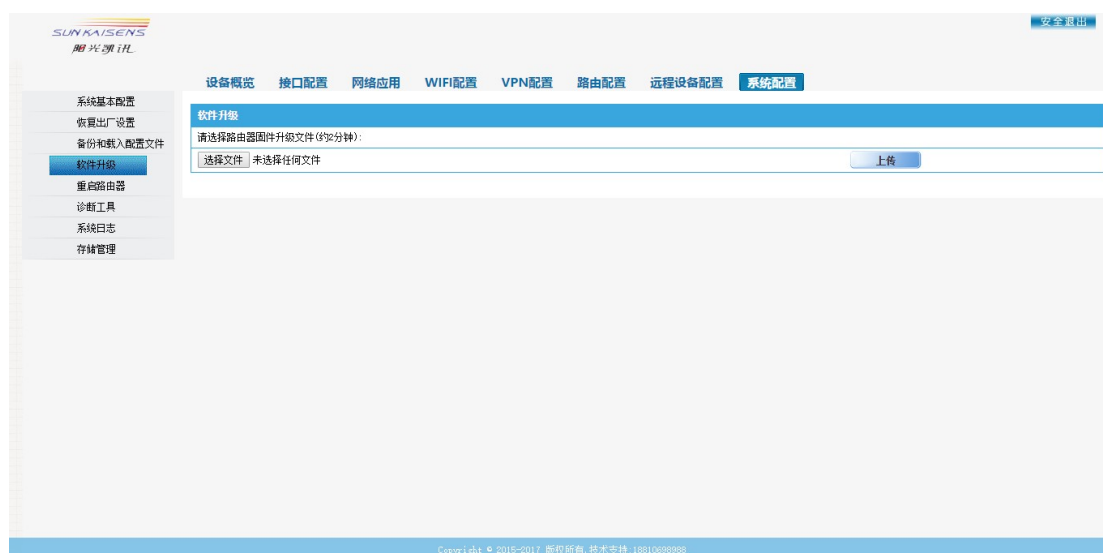 SUNKAISENS
阳光凯讯
安全退出
设备概览 接口配置 网络应用 WIFI配置 VPN配置 路由配置 远程设备配置 系统配置
系统基本配置
恢复出厂设置
备份和载入配置文件
软件升级
重启路由器
诊断工具
系统日志
存储管理
软件升级
请选择路由器固件升级文件(约2分钟):
选择文件 未选择任何文件 上传
Copyright © 2015-2017 版权所有 技术支持 18810698988